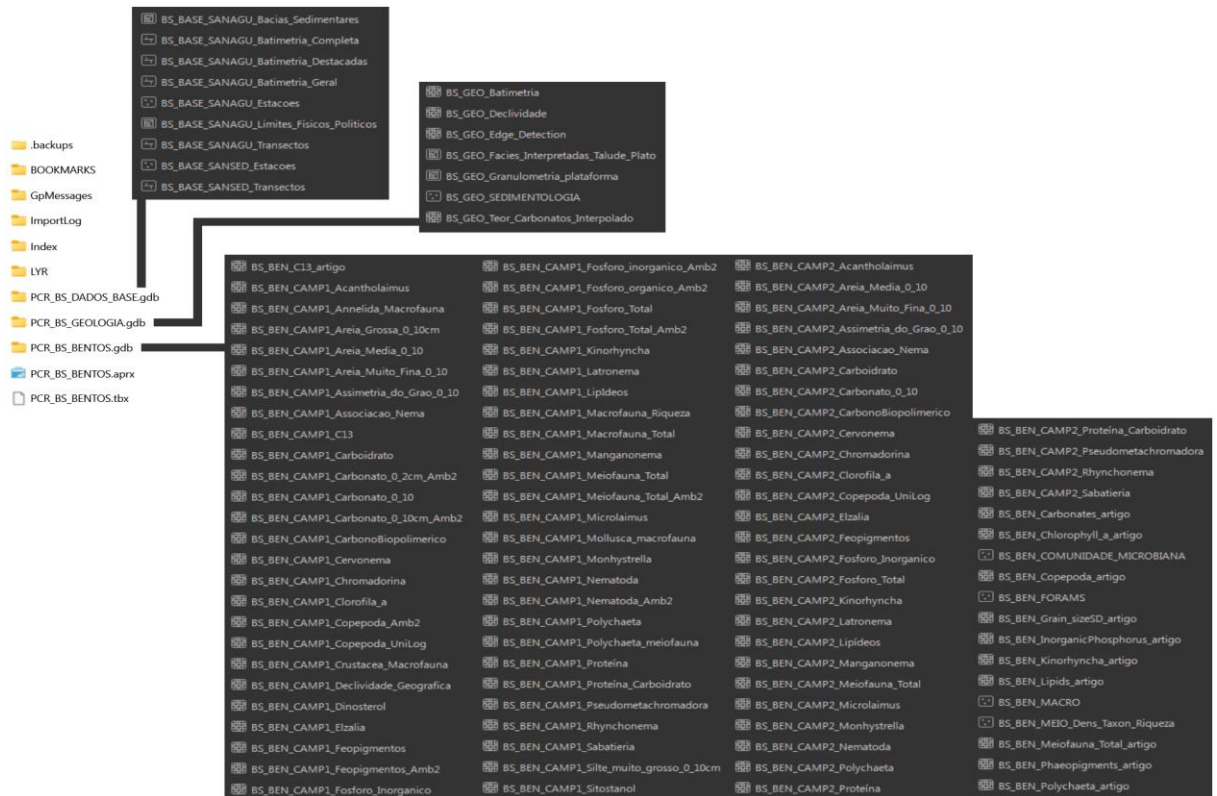 BS_BASE_SANAGU_Bacias_Sedimentares
BS_BASE_SANAGU_Batimetria_Completa
BS_BASE_SANAGU_Batimetria_Destacadas
BS_BASE_SANAGU_Batimetria_Geral
BS_BASE_SANAGU_Estacoes
BS_BASE_SANAGU_Limites_Fisicos_Politicos
BS_BASE_SANAGU_Transectos
BS_BASE_SANSED_Estacoes
BS_BASE_SANSED_Transectos
BS_GEO_Batimetria
BS_GEO_Declividade
BS_GEO_Edge_Detection
BS_GEO_Facies_Interpretadas_Talude_Plato
BS_GEO_Granulometria_plataforma
BS_GEO_SEDIMENTOLOGIA
BS_GEO_Teor_Carbonatos_Interpolado
.backups
BOOKMARKS
GpMessages
ImportLog
Index
LYR
PCR_BS_DADOS_BASE.gdb
PCR_BS_GEOLOGIA.gdb
PCR_BS_BENTOS.gdb
PCR_BS_BENTOS.aprx
PCR_BS_BENTOS.tbx
BS_BEN_C13_artigo
BS_BEN_CAMP1_Acantholaimus
BS_BEN_CAMP1_Annelida_Macrofauna
BS_BEN_CAMP1_Areia_Grossa_0_10cm
BS_BEN_CAMP1_Areia_Media_0_10
BS_BEN_CAMP1_Areia_Muito_Fina_0_10
BS_BEN_CAMP1_Assimetria_do_Grao_0_10
BS_BEN_CAMP1_Associacao_Nema
BS_BEN_CAMP1_C13
BS_BEN_CAMP1_Carboidrato
BS_BEN_CAMP1_Carbonato_0_2cm_Amb2
BS_BEN_CAMP1_Carbonato_0_10
BS_BEN_CAMP1_Carbonato_0_10cm_Amb2
BS_BEN_CAMP1_CarbonoBiopolimerico
BS_BEN_CAMP1_Cervonema
BS_BEN_CAMP1_Chromadorina
BS_BEN_CAMP1_Clorofila_a
BS_BEN_CAMP1_Copepoda_Amb2
BS_BEN_CAMP1_Copepoda_UniLog
BS_BEN_CAMP1_Crustacea_Macrofauna
BS_BEN_CAMP1_Declividade_Geografica
BS_BEN_CAMP1_Dinosterol
BS_BEN_CAMP1_Elzalia
BS_BEN_CAMP1_Feopigmentos
BS_BEN_CAMP1_Feopigmentos_Amb2
BS_BEN_CAMP1_Fosforo_Inorganico
BS_BEN_CAMP1_Fosforo_inorganico_Amb2
BS_BEN_CAMP1_Fosforo_organico_Amb2
BS_BEN_CAMP1_Fosforo_Total
BS_BEN_CAMP1_Fosforo_Total_Amb2
BS_BEN_CAMP1_Kinorhyncha
BS_BEN_CAMP1_Latronema
BS_BEN_CAMP1_LipIdeos
BS_BEN_CAMP1_Macrofauna_Riqueza
BS_BEN_CAMP1_Macrofauna_Total
BS_BEN_CAMP1_Manganonema
BS_BEN_CAMP1_Meiofauna_Total
BS_BEN_CAMP1_Meiofauna_Total_Amb2
BS_BEN_CAMP1_Microlaimus
BS_BEN_CAMP1_Mollusca_macrofauna
BS_BEN_CAMP1_Monhystrella
BS_BEN_CAMP1_Nematoda
BS_BEN_CAMP1_Nematoda_Amb2
BS_BEN_CAMP1_Polychaeta
BS_BEN_CAMP1_Polychaeta_meiofauna
BS_BEN_CAMP1_Proteína
BS_BEN_CAMP1_Proteína_Carboidrato
BS_BEN_CAMP1_Pseudometachromadora
BS_BEN_CAMP1_Rhynchonema
BS_BEN_CAMP1_Sabatieria
BS_BEN_CAMP1_Silte_muito_grosso_0_10cm
BS_BEN_CAMP1_Sitostanol
BS_BEN_CAMP2_Acantholaimus
BS_BEN_CAMP2_Areia_Media_0_10
BS_BEN_CAMP2_Areia_Muito_Fina_0_10
BS_BEN_CAMP2_Assimetria_do_Grao_0_10
BS_BEN_CAMP2_Associacao_Nema
BS_BEN_CAMP2_Carboidrato
BS_BEN_CAMP2_Carbonato_0_10
BS_BEN_CAMP2_CarbonoBiopolimerico
BS_BEN_CAMP2_Cervonema
BS_BEN_CAMP2_Chromadorina
BS_BEN_CAMP2_Clorofila_a
BS_BEN_CAMP2_Copepoda_UniLog
BS_BEN_CAMP2_Elzalia
BS_BEN_CAMP2_Feopigmentos
BS_BEN_CAMP2_Fosforo_Inorganico
BS_BEN_CAMP2_Fosforo_Total
BS_BEN_CAMP2_Kinorhyncha
BS_BEN_CAMP2_Latronema
BS_BEN_CAMP2_Lipídeos
BS_BEN_CAMP2_Manganonema
BS_BEN_CAMP2_Meiofauna_Total
BS_BEN_CAMP2_Microlaimus
BS_BEN_CAMP2_Monhystrella
BS_BEN_CAMP2_Nematoda
BS_BEN_CAMP2_Polychaeta
BS_BEN_CAMP2_Proteína
BS_BEN_CAMP2_Proteína_Carboidrato
BS_BEN_CAMP2_Pseudometachromadora
BS_BEN_CAMP2_Rhynchonema
BS_BEN_CAMP2_Sabatieria
BS_BEN_Carbonates_artigo
BS_BEN_Chlorophyll_a_artigo
BS_BEN_COMUNIDADE_MICROBIANA
BS_BEN_Copepoda_artigo
BS_BEN_FORAMS
BS_BEN_Grain_sizeSD_artigo
BS_BEN_InorganicPhosphorus_artigo
BS_BEN_Kinorhyncha_artigo
BS_BEN_Lipids_artigo
BS_BEN_MACRO
BS_BEN_MEIO_Dens_Taxon_Riqueza
BS_BEN_Meiofauna_Total_artigo
BS_BEN_Phaeopigments_artigo
BS_BEN_Polychaeta_artigo